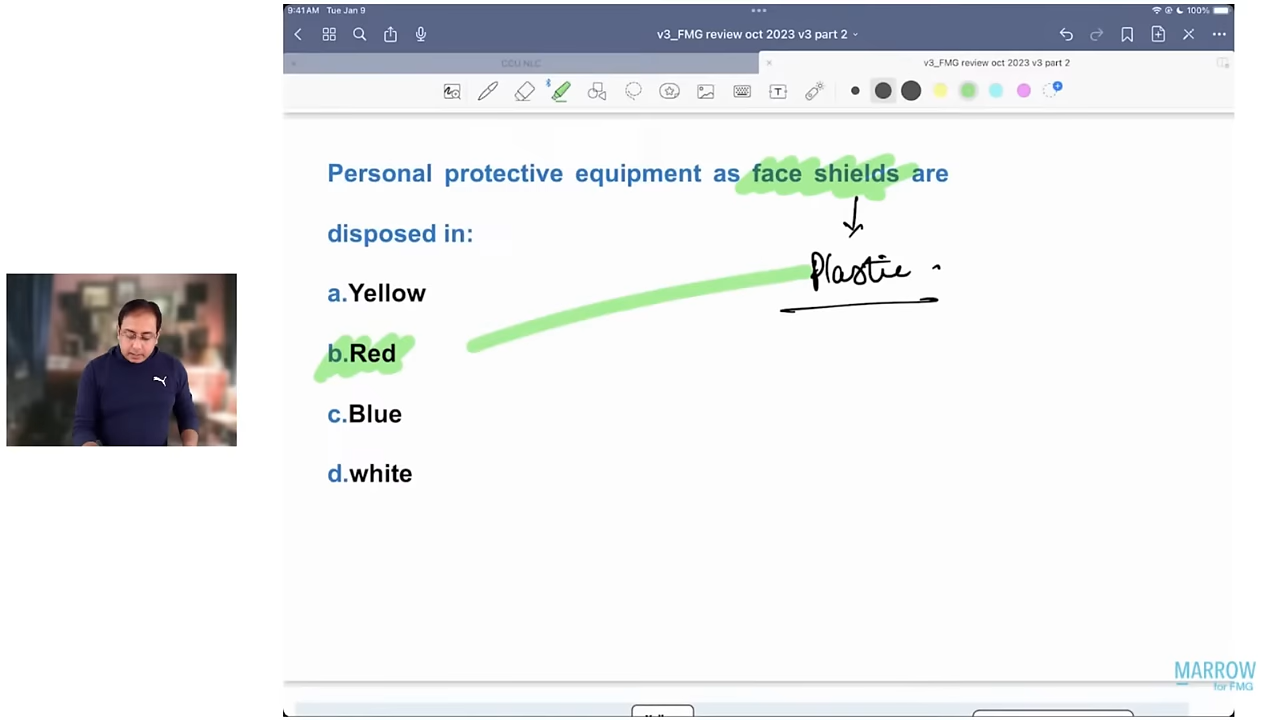 9:41 AM Tue Jan 9
100%
v3_FMG review oct 2023 v3 part 2
COU NLC
v3_FMG review oct 2023 v3 part 2
Personal protective equipment as face shields are
disposed in:
Plastic
a.Yellow
b.Red
c.Blue
d.white
MARROW
for FMG